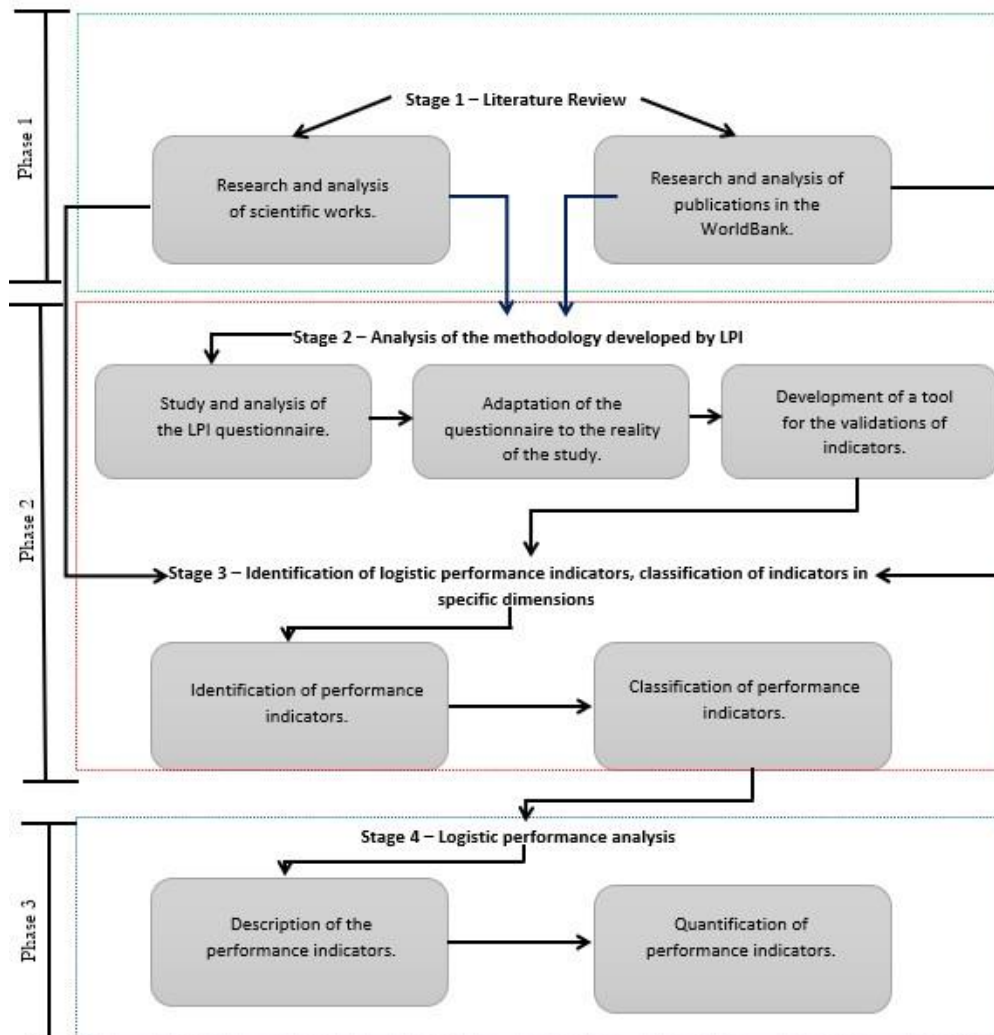 Phase 1
Stage 1 – Literature Review
Research and analysis
of scientific works.
Research and analysis of
publications in the
WorldBank.
Phase 2
Stage 2 – Analysis of the methodology developed by LPI
Study and analysis of
the LPI questionnaire.
Adaptation of the
questionnaire to the reality
of the study.
Development of a tool
for the validations of
indicators.
Stage 3 – Identification of logistic performance indicators, classification of indicators in
specific dimensions
Identification of performance
indicators.
Classification of performance
indicators.
Phase 3
Stage 4 – Logistic performance analysis
Description of the
performance indicators.
Quantification of
performance indicators.